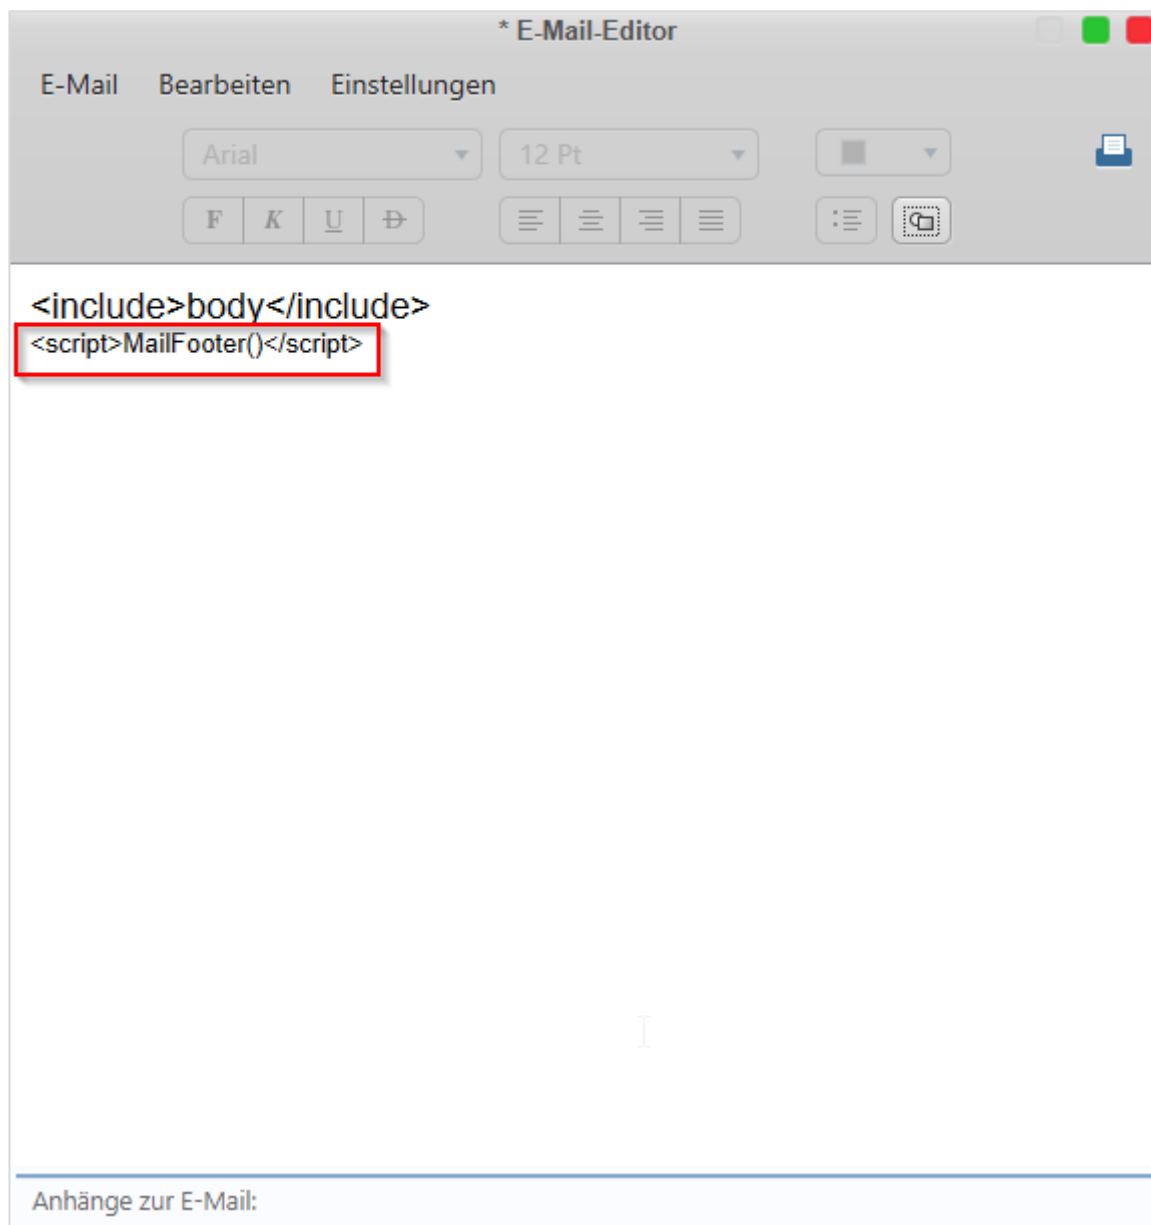 * E-Mail-Editor
E-Mail Bearbeiten Einstellungen
Arial 12 Pt
F K U D
<include>body</include>
<script>MailFooter()</script>
Anhänge zur E-Mail: